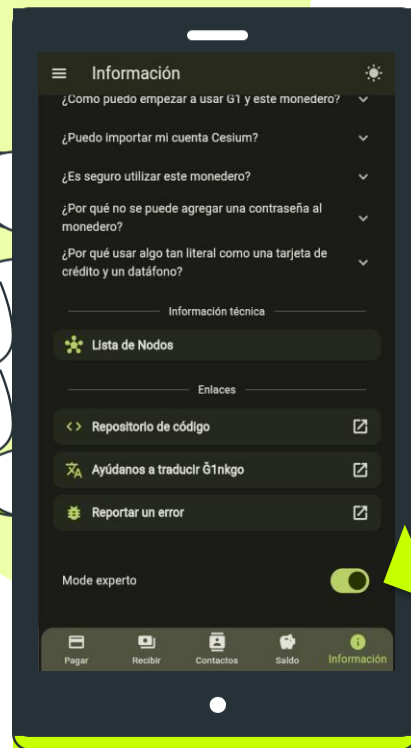 Información
¿Cómo puedo empezar a usar G1 y este monedero?
¿Puedo importar mi cuenta Cesium?
¿Es seguro utilizar este monedero?
¿Por qué no se puede agregar una contraseña al
monedero?
¿Por qué usar algo tan literal como una tarjeta de
crédito y un datáfono?
Información técnica
Lista de Nodos
Enlaces
Repositorio de código
Ayúdanos a traducir Ğ1nkgo
Reportar un error
Mode experto
Pagar
Recibir
Contactos
Saldo
Información